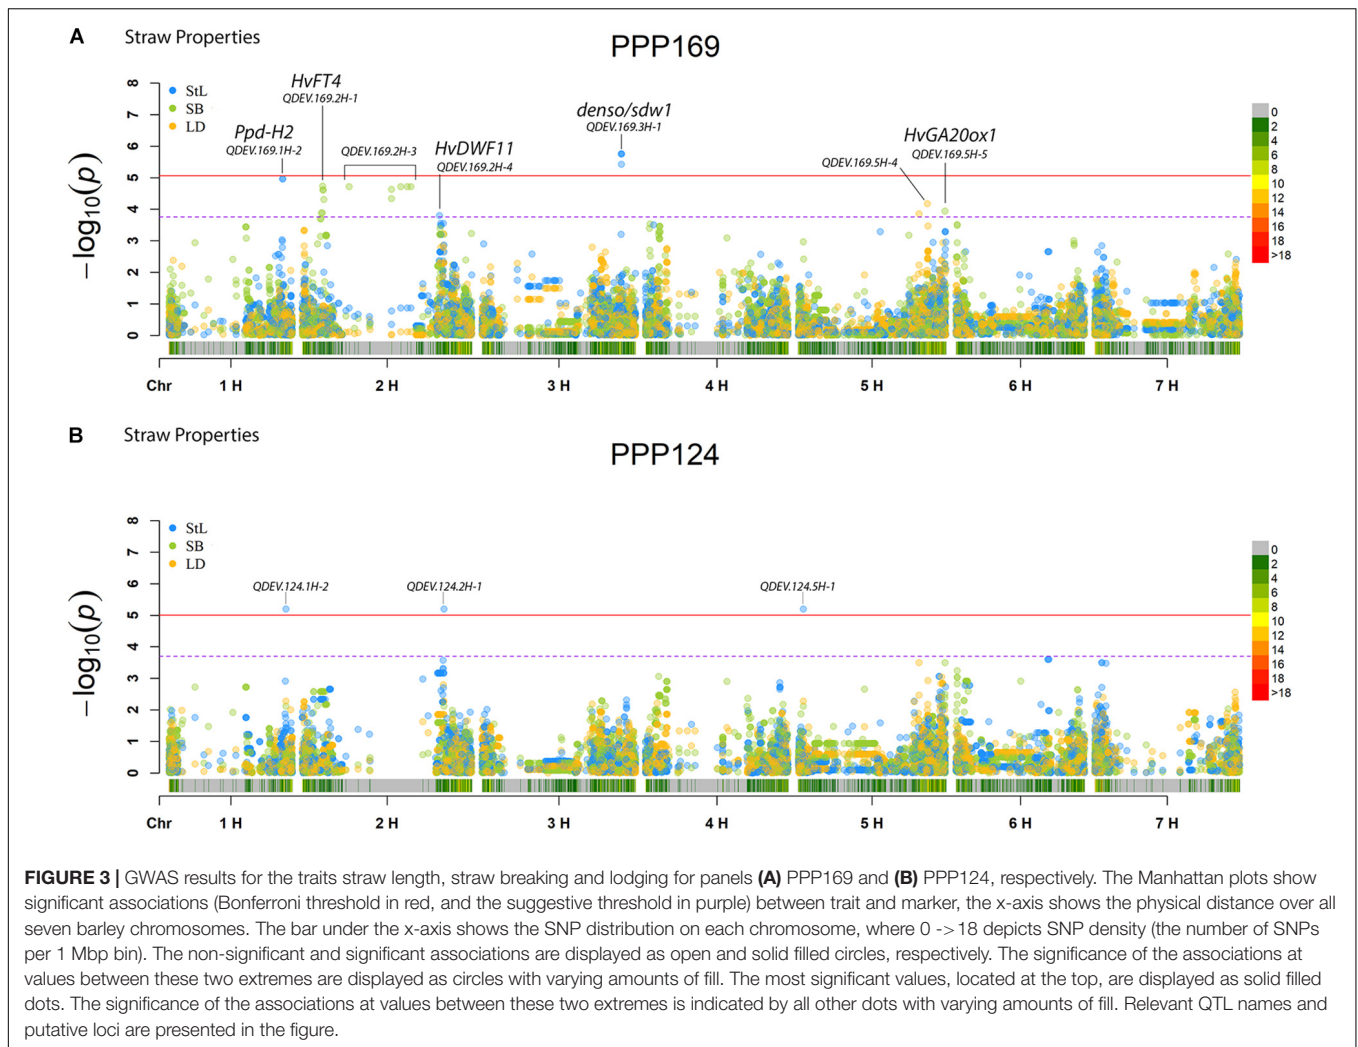 A Straw Properties
PPP169
StL
SB
LD
−log₁₀(p)
8
7
6
5
4
3
2
1
0
Ppd-H2
QDEV.169.1H-2
HvFT4
QDEV.169.2H-1
QDEV.169.2H-3
HvDWF11
QDEV.169.2H-4
denso/sdw1
QDEV.169.3H-1
QDEV.169.5H-4
HvGA20ox1
QDEV.169.5H-5
0
2
4
6
8
10
12
14
16
18
>18
Chr 1 H 2 H 3 H 4 H 5 H 6 H 7 H
B Straw Properties
PPP124
StL
SB
LD
−log₁₀(p)
8
7
6
5
4
3
2
1
0
QDEV.124.1H-2
QDEV.124.2H-1
QDEV.124.5H-1
0
2
4
6
8
10
12
14
16
18
>18
Chr 1 H 2 H 3 H 4 H 5 H 6 H 7 H
FIGURE 3 | GWAS results for the traits straw length, straw breaking and lodging for panels (A) PPP169 and (B) PPP124, respectively. The Manhattan plots show
significant associations (Bonferroni threshold in red, and the suggestive threshold in purple) between trait and marker, the x-axis shows the physical distance over all
seven barley chromosomes. The bar under the x-axis shows the SNP distribution on each chromosome, where 0 ->18 depicts SNP density (the number of SNPs
per 1 Mbp bin). The non-significant and significant associations are displayed as open and solid filled circles, respectively. The significance of the associations at
values between these two extremes are displayed as circles with varying amounts of fill. The most significant values, located at the top, are displayed as solid filled
dots. The significance of the associations at values between these two extremes is indicated by all other dots with varying amounts of fill. Relevant QTL names and
putative loci are presented in the figure.